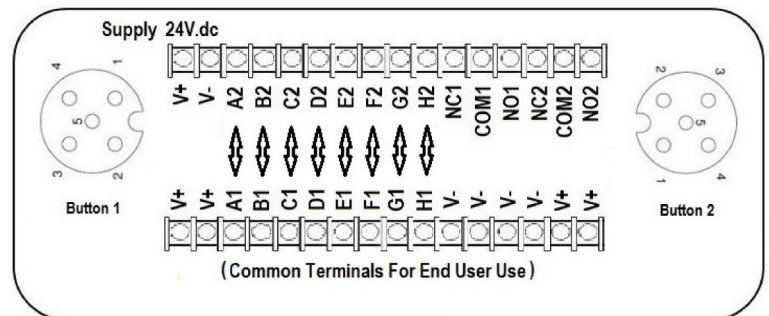 Supply 24V.dc
V+ V- A2 B2 C2 D2 E2 F2 G2 H2 NC1 COM1 NO1 NC2 COM2 NO2
4 1
5
3 2
Button 1
2 3
5
1 4
Button 2
V+ V+ A1 B1 C1 D1 E1 F1 G1 H1 V- V- V- V- V+ V+
(Common Terminals For End User Use)